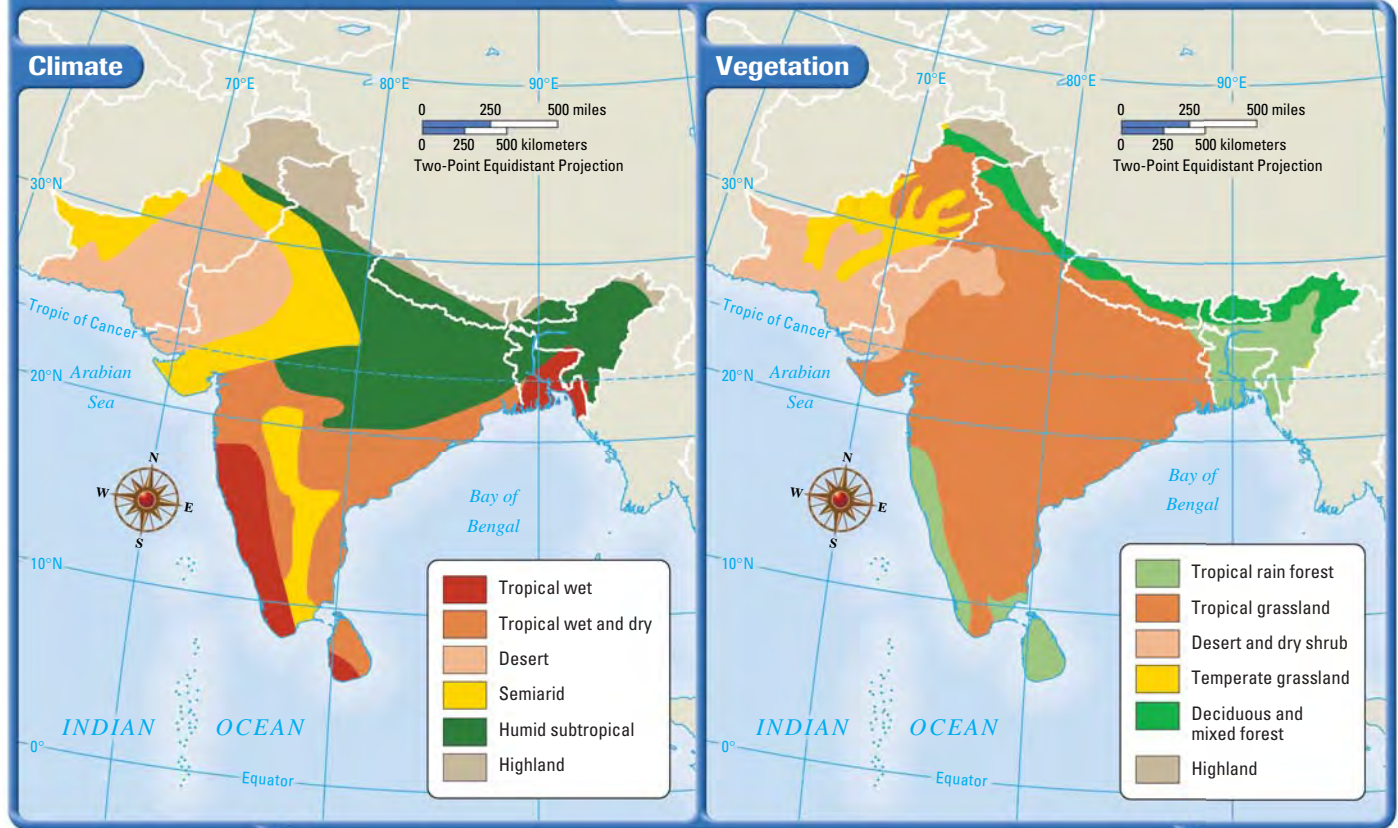 Climate
70°E
80°E
90°E
0 250 500 miles
0 250 500 kilometers
Two-Point Equidistant Projection
30°N
Tropic of Cancer
20°N
Arabian
Sea
N
W
E
S
Bay of
Bengal
10°N
INDIAN OCEAN
0°
Equator
Tropical wet
Tropical wet and dry
Desert
Semiarid
Humid subtropical
Highland
Vegetation
70°E
80°E
90°E
0 250 500 miles
0 250 500 kilometers
Two-Point Equidistant Projection
30°N
Tropic of Cancer
20°N
Arabian
Sea
N
W
E
S
Bay of
Bengal
10°N
INDIAN OCEAN
0°
Equator
Tropical rain forest
Tropical grassland
Desert and dry shrub
Temperate grassland
Deciduous and
mixed forest
Highland